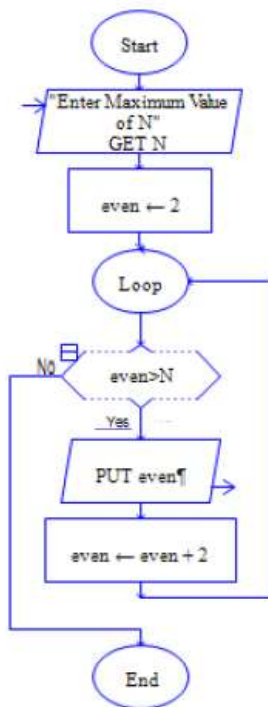 Start
"Enter Maximum Value
of N"
GET N
even ← 2
Loop
No
even>N
Yes
PUT even¶
even ← even + 2
End